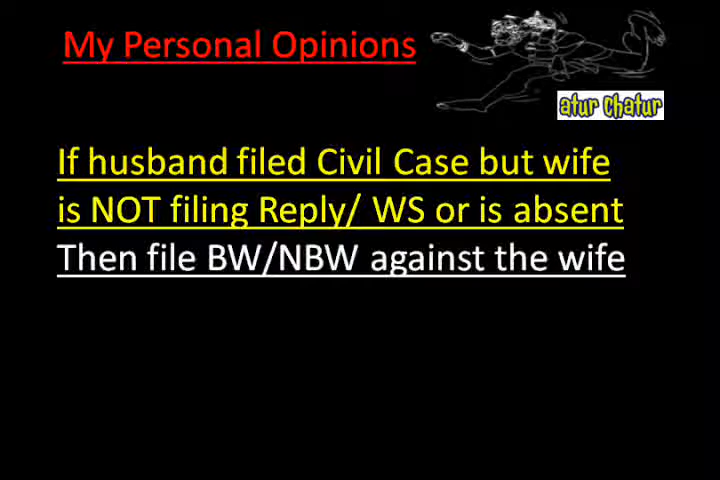 My Personal Opinions
atur chatur
If husband filed Civil Case but wife
is NOT filing Reply/ WS or is absent
Then file BW/NBW against the wife